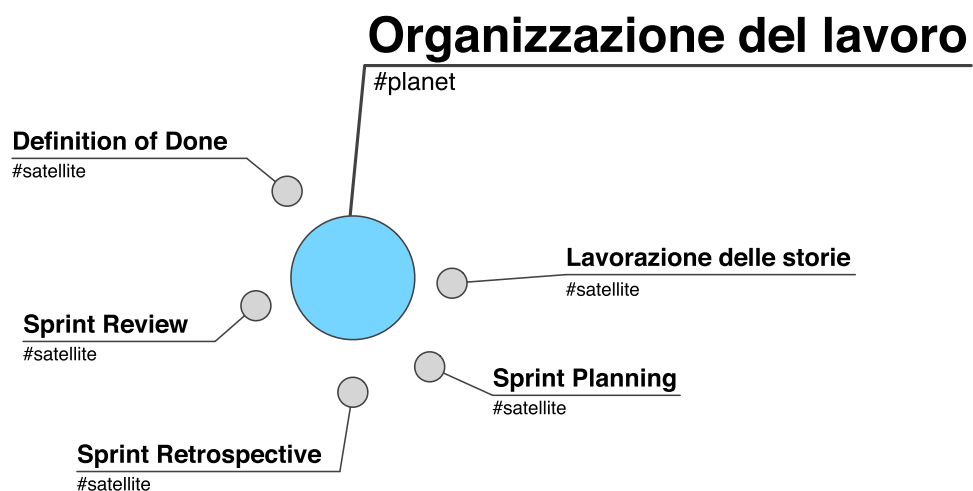 Organizzazione del lavoro
#planet
Definition of Done
#satellite
Lavorazione delle storie
#satellite
Sprint Review
#satellite
Sprint Planning
#satellite
Sprint Retrospective
#satellite